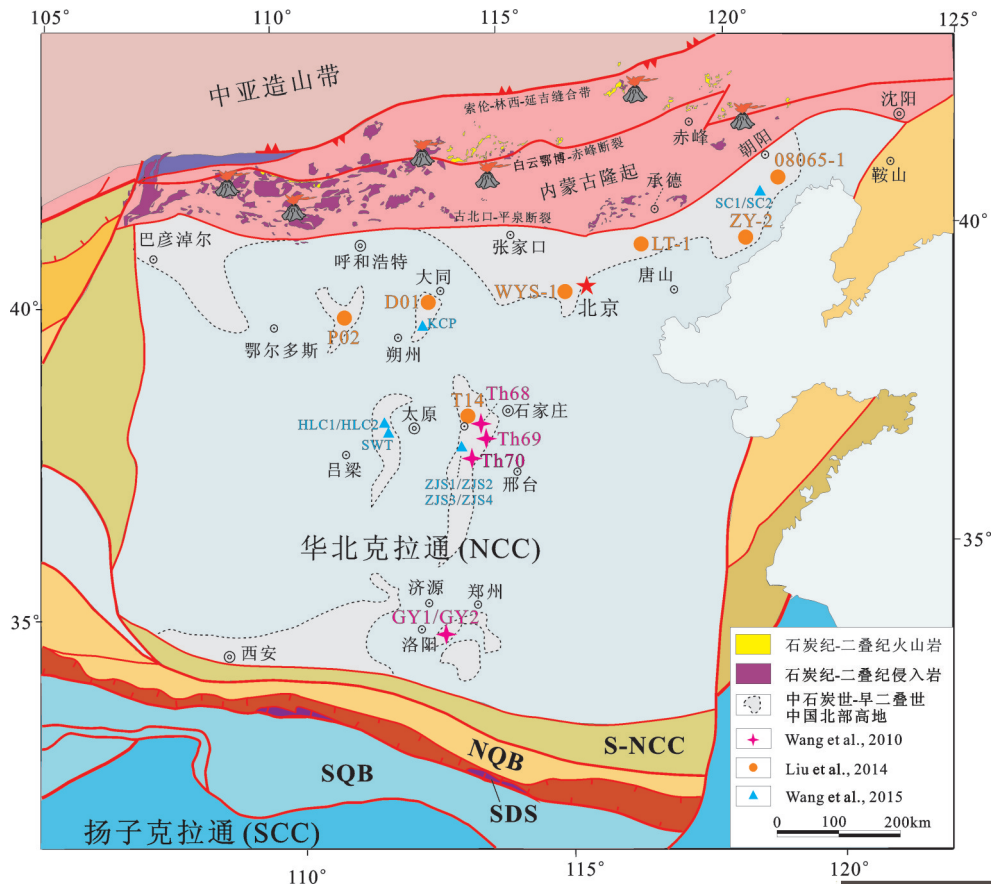 105°
110°
115°
120°
125°
中亚造山带
索伦-林西-延吉缝合带
沈阳
赤峰
朝阳
白云鄂博-赤峰断裂
08065-1
鞍山
内蒙古隆起
承德
SC1/SC2
古北口-平泉断裂
40°
巴彦淖尔
张家口
ZY-2
呼和浩特
LT-1
大同
唐山
WYS-1
北京
40°
D01
KCP
P02
鄂尔多斯
朔州
T14
Th68
石家庄
HLC1/HLC2
太原
Th69
SWT
Th70
吕梁
邢台
ZJS1/ZJS2
ZJS3/ZJS4
华北克拉通(NCC)
35°
济源
郑州
GY1/GY2
35°
洛阳
西安
石炭纪-二叠纪火山岩
石炭纪-二叠纪侵入岩
中石炭世-早二叠世
中国北部高地
S-NCC
Wang et al., 2010
NQB
Liu et al., 2014
SQB
Wang et al., 2015
SDS
0 100 200km
扬子克拉通(SCC)
110°
115°
120°